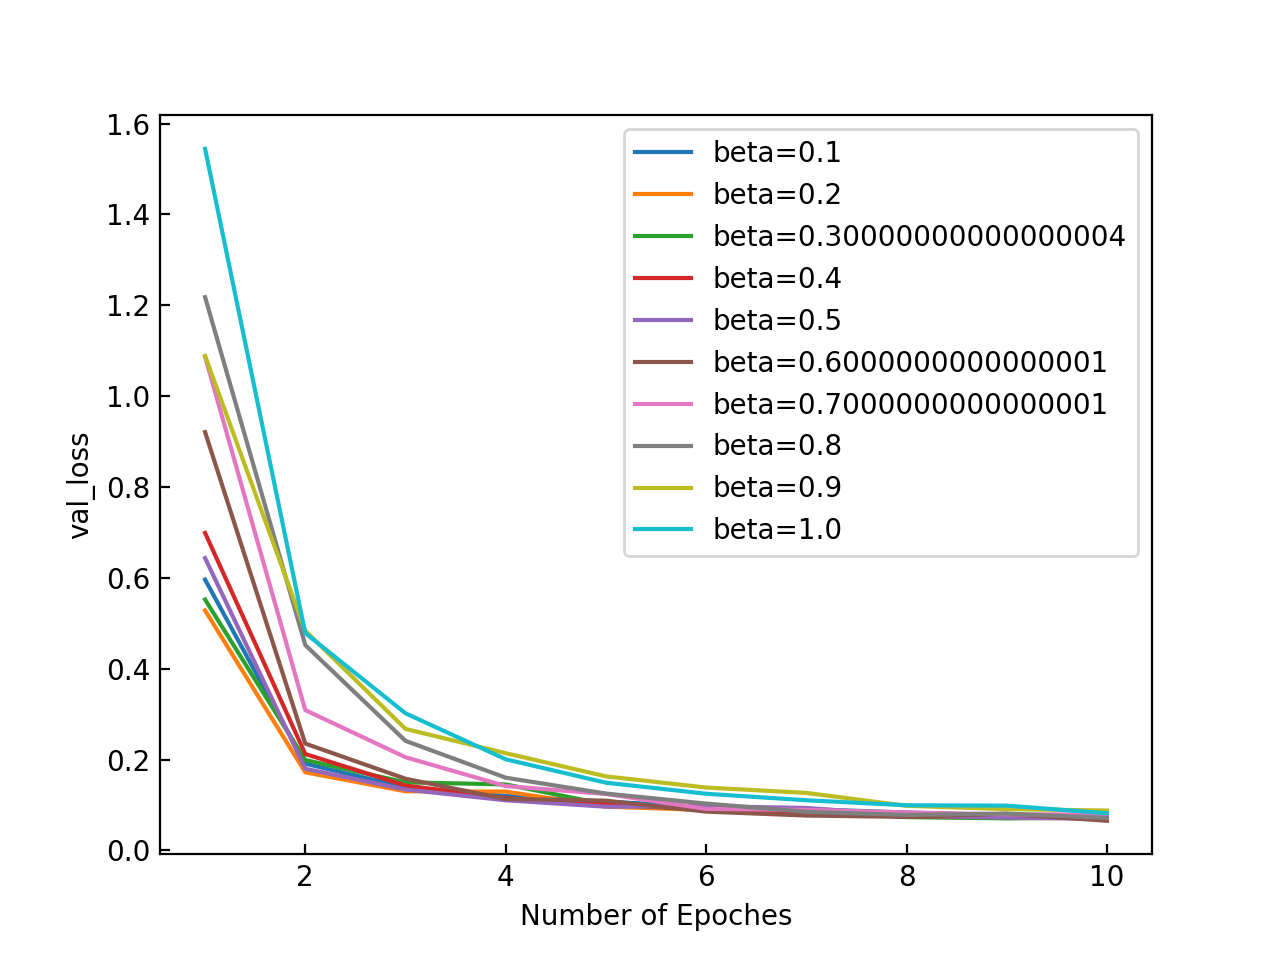 1.6
1.4
1.2
1.0
0.8
0.6
0.4
0.2
0.0
val_loss
beta=0.1
beta=0.2
beta=0.30000000000000004
beta=0.4
beta=0.5
beta=0.6000000000000001
beta=0.7000000000000001
beta=0.8
beta=0.9
beta=1.0
2 4 6 8 10
Number of Epoches